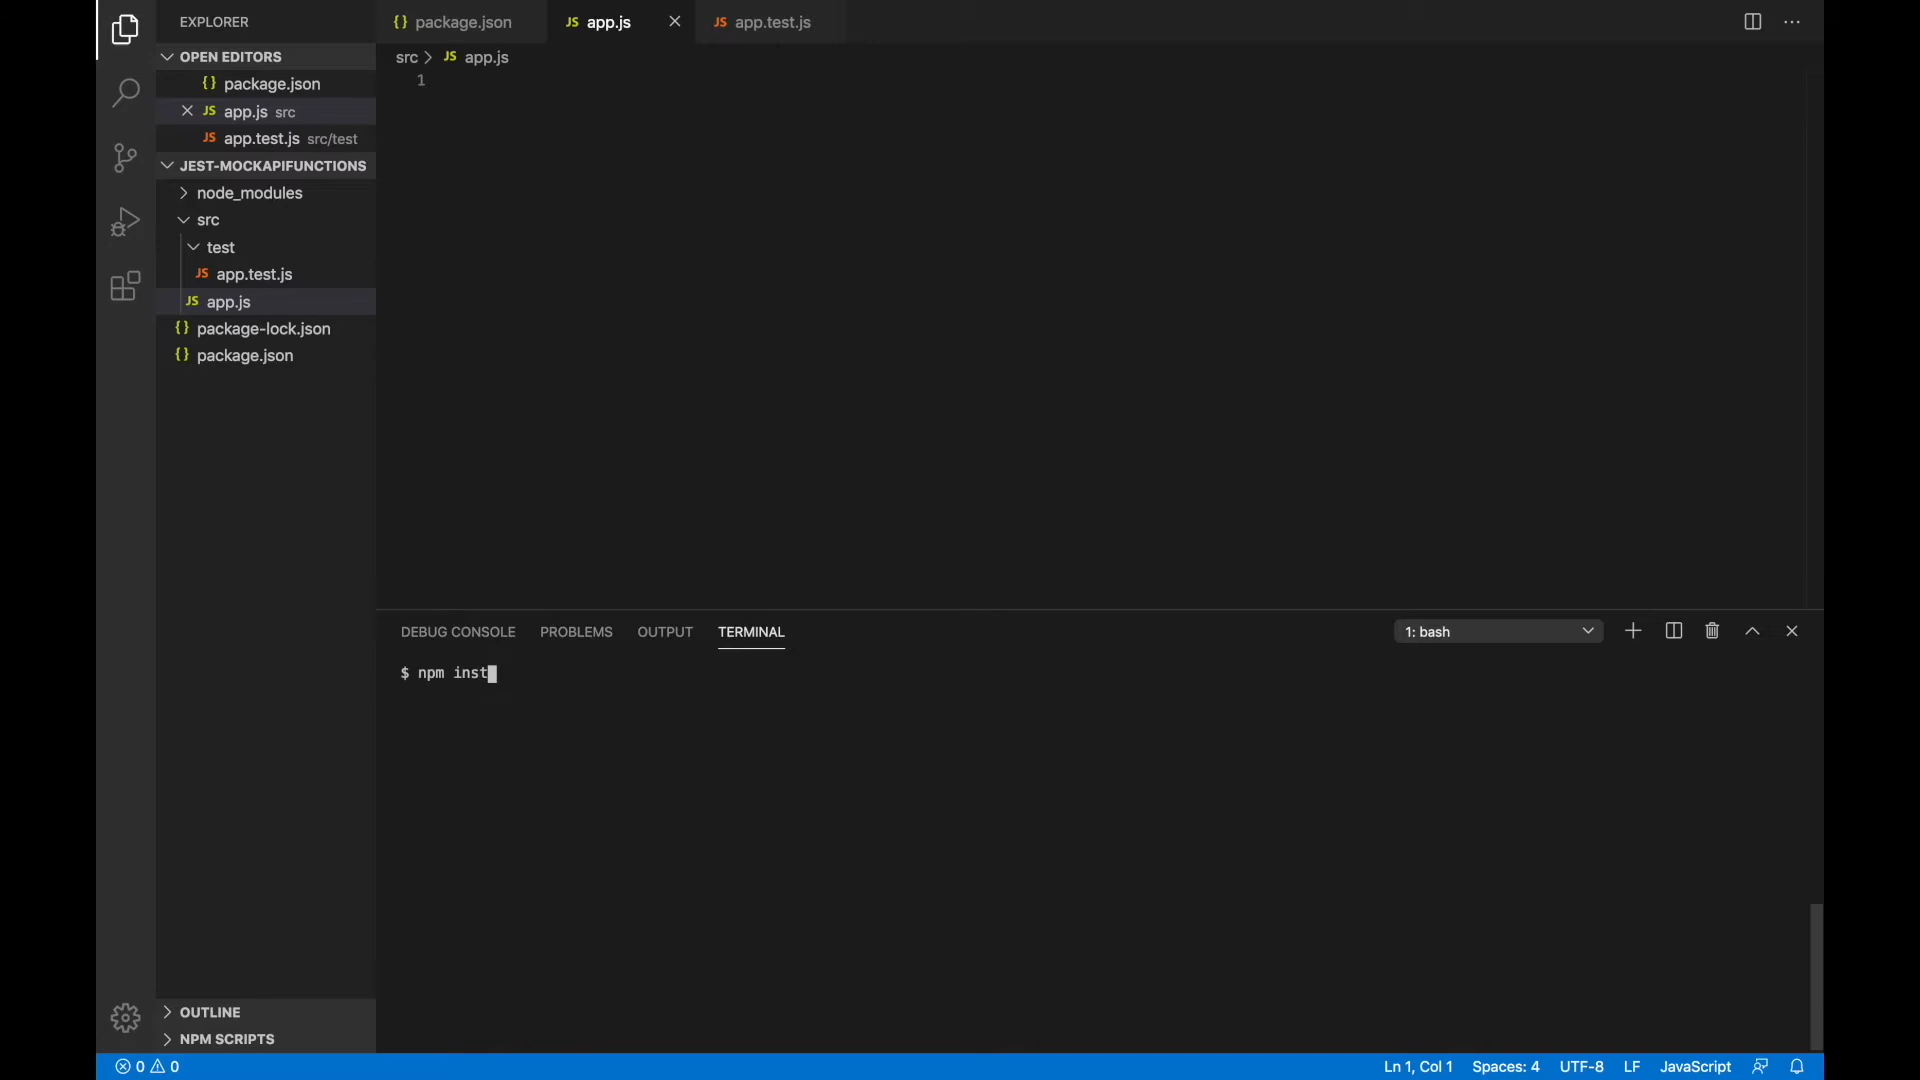 EXPLORER
OPEN EDITORS
{} package.json
JS app.js src
JS app.test.js src/test
JEST-MOCKAPIFUNCTIONS
node_modules
src
test
JS app.test.js
JS app.js
{} package-lock.json
{} package.json
OUTLINE
NPM SCRIPTS
{} package.json
JS app.js
JS app.test.js
src > JS app.js
1
DEBUG CONSOLE
PROBLEMS
OUTPUT
TERMINAL
1: bash
$ npm inst
0 0
Ln 1, Col 1
Spaces: 4
UTF-8
LF
JavaScript